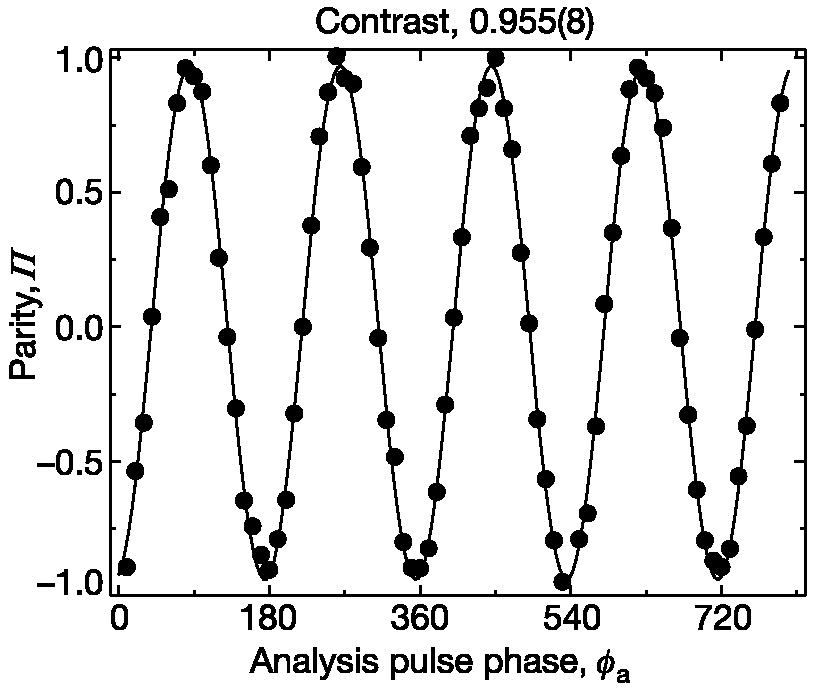 Contrast, 0.955(8)
1.0
0.5
0.0
−0.5
−1.0
Parity, Π
0 180 360 540 720
Analysis pulse phase, ϕa